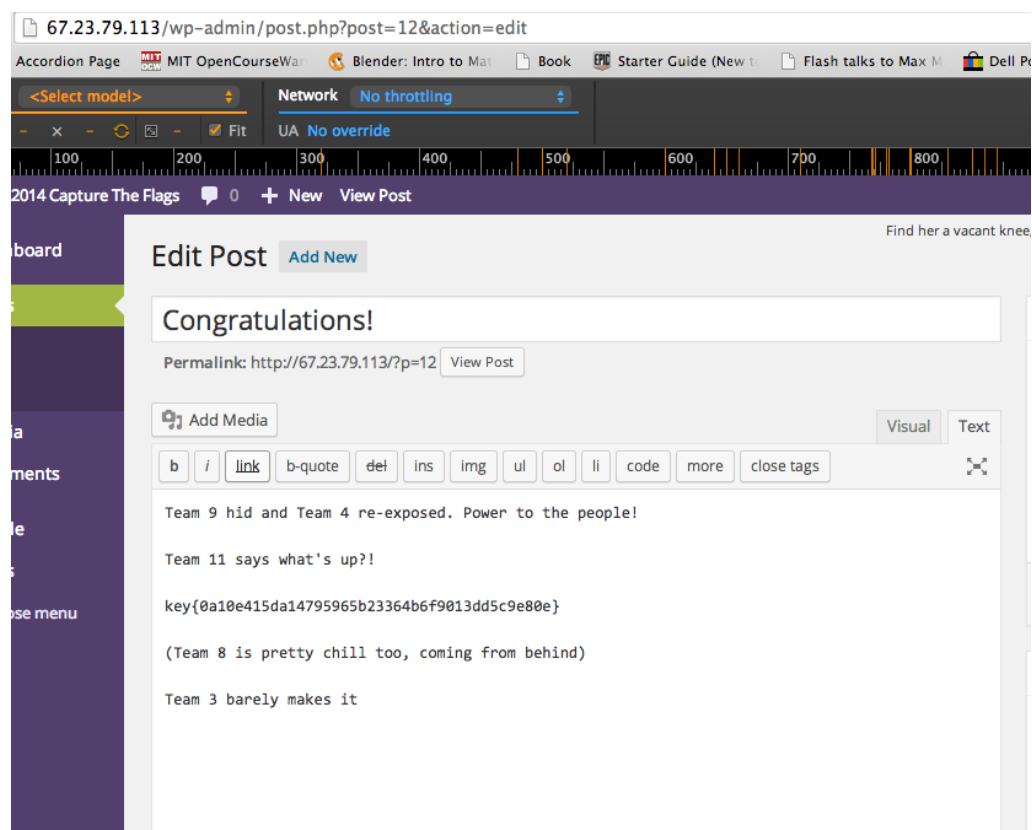 67.23.79.113/wp-admin/post.php?post=12&action=edit
Accordion Page MIT OpenCourseWar Blender: Intro to Mat Book Starter Guide (New to Flash talks to Max M Dell Po
<Select model> Network No throttling
Fit UA No override
100 200 300 400 500 600 700 800
2014 Capture The Flags 0 + New View Post
Find her a vacant knee,
board
Edit Post Add New
s
Congratulations!
Permalink: http://67.23.79.113/?p=12 View Post
Add Media
Visual Text
ia
b i link b-quote del ins img ul ol li code more close tags
ments
Team 9 hid and Team 4 re-exposed. Power to the people!
le
Team 11 says what's up?!
s
key{0a10e415da14795965b23364b6f9013dd5c9e80e}
ose menu
(Team 8 is pretty chill too, coming from behind)
Team 3 barely makes it